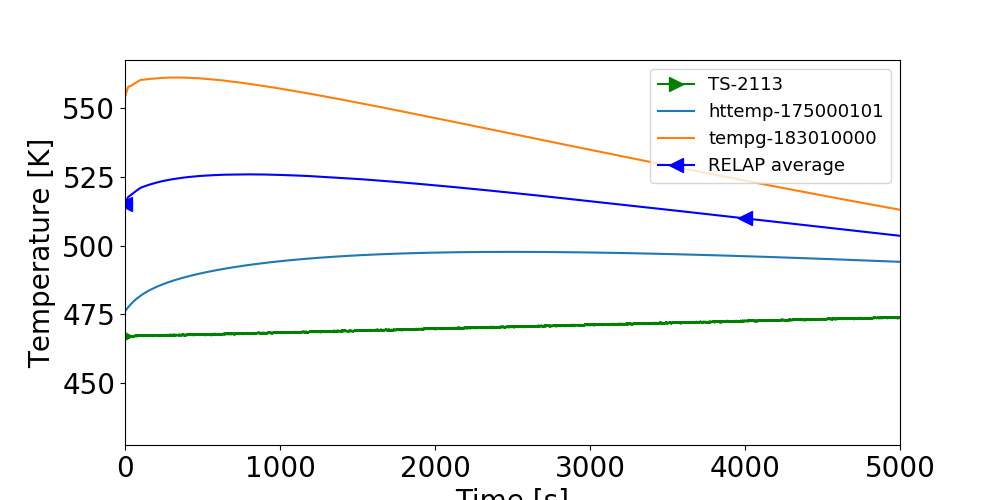 Temperature [K]
550
525
500
475
450
TS-2113
httemp-175000101
tempg-183010000
RELAP average
0 1000 2000 3000 4000 5000
Time [s]